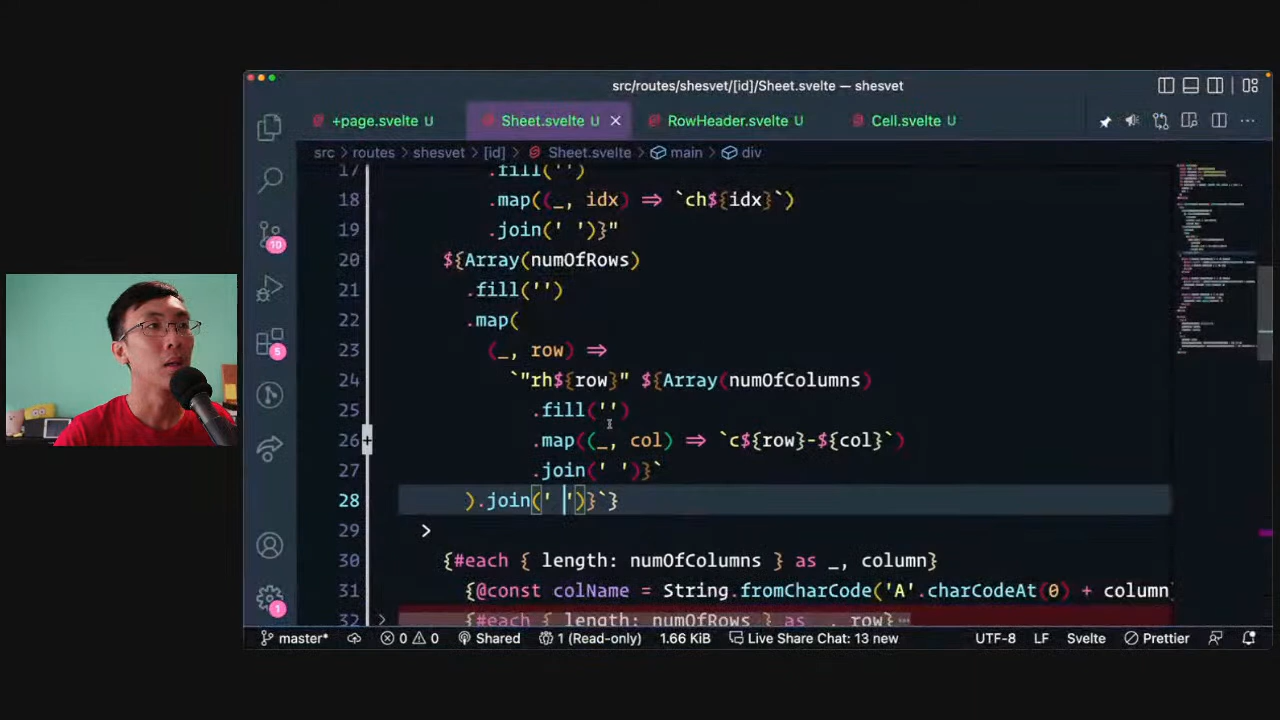 src/routes/shesvet/[id]/Sheet.svelte — shesvet
+page.svelte U
Sheet.svelte U
RowHeader.svelte U
Cell.svelte U
src > routes > shesvet > [id] > Sheet.svelte > main > div
17 .fill('')
18 .map((_, idx) => `ch${idx}`)
19 .join(' ')}"
20 ${Array(numOfRows)
21 .fill('')
22 .map(
23 (_, row) =>
24 `"rh${row}" ${Array(numOfColumns)
25 .fill('')
26 .map((_, col) => `c${row}-${col}`)
27 .join(' ')}`
28 ).join(' ')}`}
29 >
30 {#each { length: numOfColumns } as _, column}
31 {@const colName = String.fromCharCode('A'.charCodeAt(0) + column
32 {#each { length: numOfRows } as _, row}
10
5
1
master*
0
0
Shared
1 (Read-only)
1.66 KiB
Live Share Chat: 13 new
UTF-8
LF
Svelte
Prettier